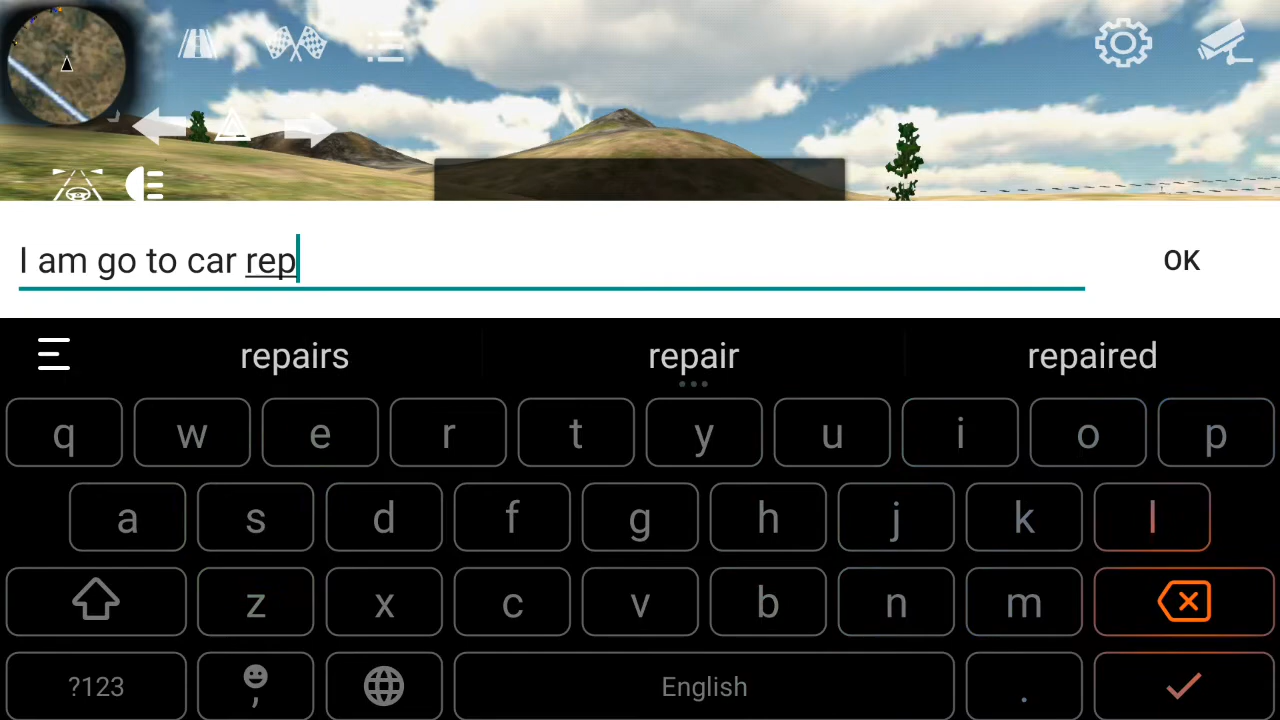 I am go to car rep
OK
repairs repair repaired
q w e r t y u i o p
a s d f g h j k l
z x c v b n m
?123 , English .